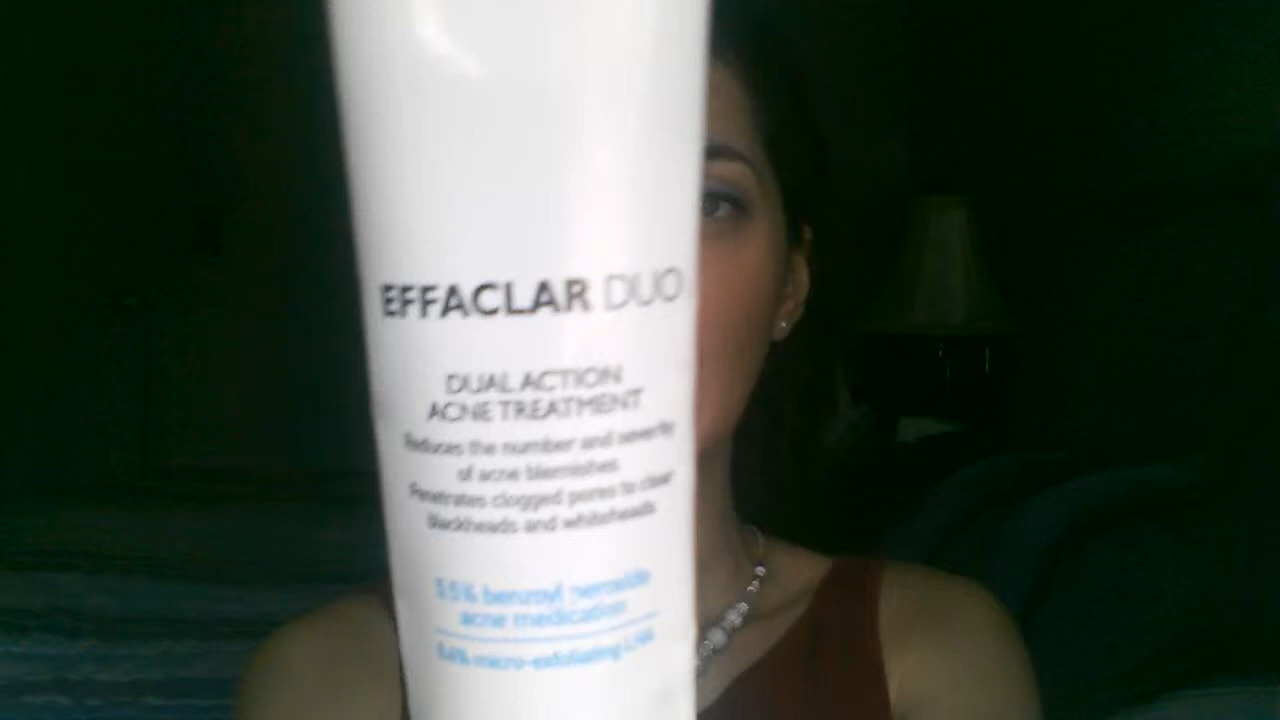 EFFACLAR DUO
DUAL ACTION
ACNE TREATMENT
Reduces the number and severity
of acne blemishes
Penetrates clogged pores to clear
blackheads and whiteheads
5.5% benzoyl peroxide
acne medication
0.4% micro-exfoliating LHA